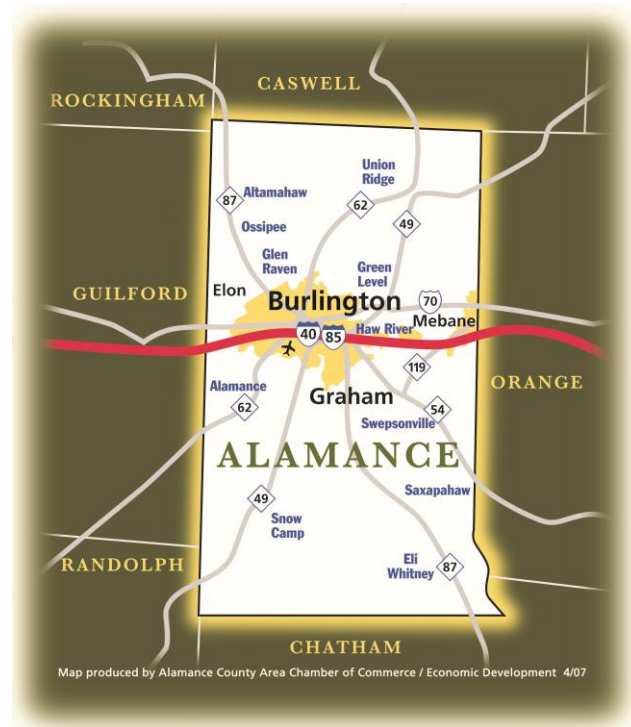 CASWELL
ROCKINGHAM
Union
Ridge
87
Altamahaw
62
49
Ossipee
Glen
Raven
Green
Level
GUILFORD
Elon
Burlington
70
Mebane
40
85
Haw River
119
ORANGE
Alamance
Graham
62
54
Swepsonville
ALAMANCE
Saxapahaw
49
Snow
Camp
Eli
Whitney
87
RANDOLPH
CHATHAM
Map produced by Alamance County Area Chamber of Commerce / Economic Development 4/07